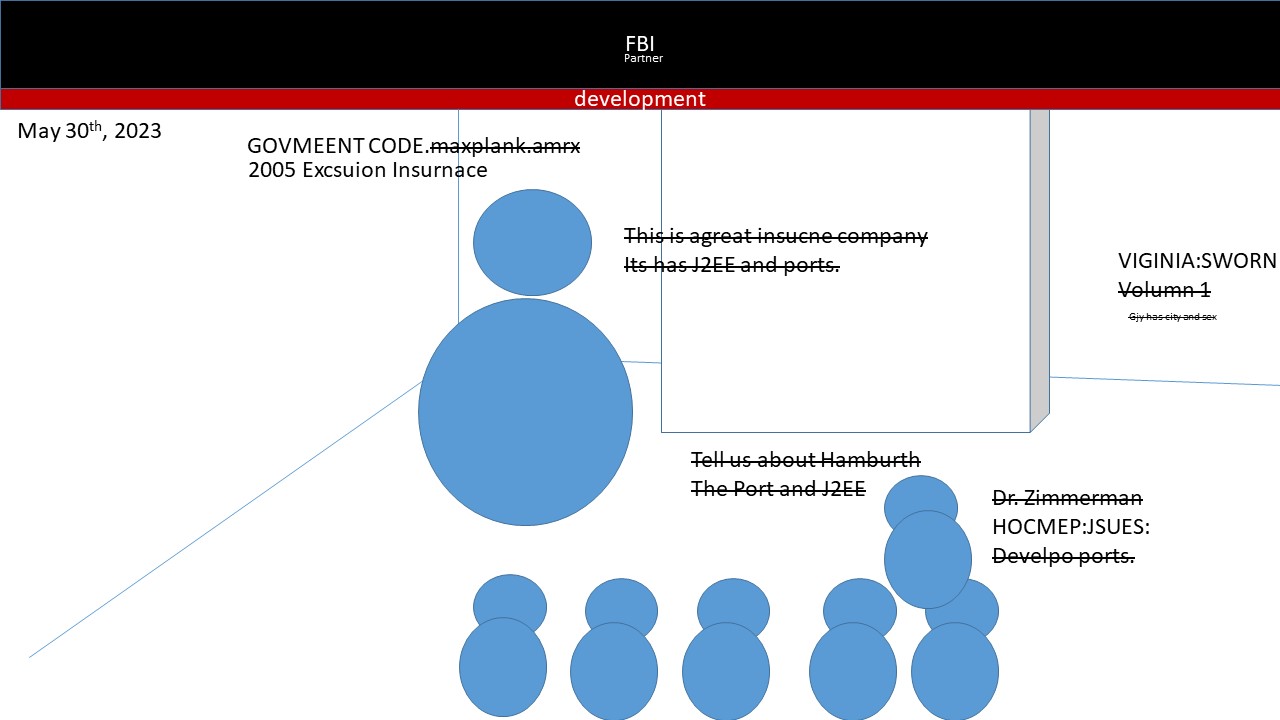 FBI
Partner
development
May 30th, 2023
GOVMEENT CODE.maxplank.amrx
2005 Excsuion Insurnace
This is agreat insucne company
Its has J2EE and ports.
VIGINIA:SWORN
Volumn 1
Gjy has city and sex
Tell us about Hamburth
The Port and J2EE
Dr. Zimmerman
HOCMEP:JSUES:
Develpo ports.